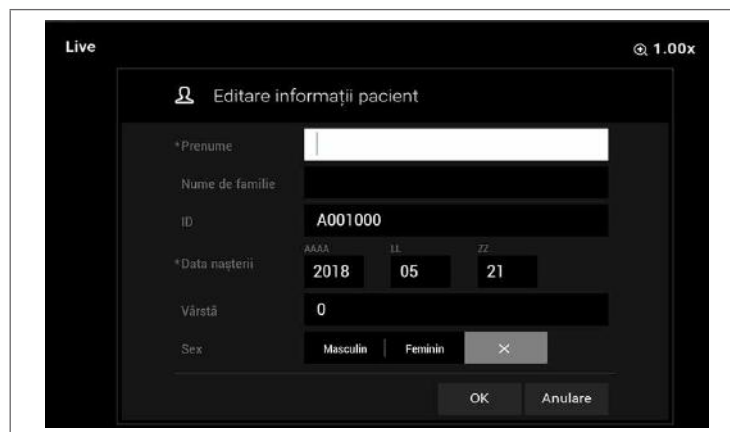 Live
1.00x
Editare informații pacient
*Prenume
Nume de familie
ID A001000
AAAA LL ZZ
*Data nașterii 2018 05 21
Vârstă 0
Sex Masculin Feminin ×
OK Anulare